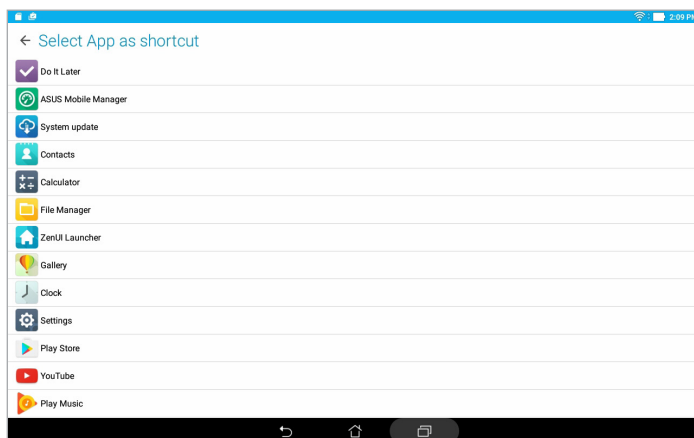 2:09 PM
Select App as shortcut
Do It Later
ASUS Mobile Manager
System update
Contacts
Calculator
File Manager
ZenUI Launcher
Gallery
Clock
Settings
Play Store
YouTube
Play Music